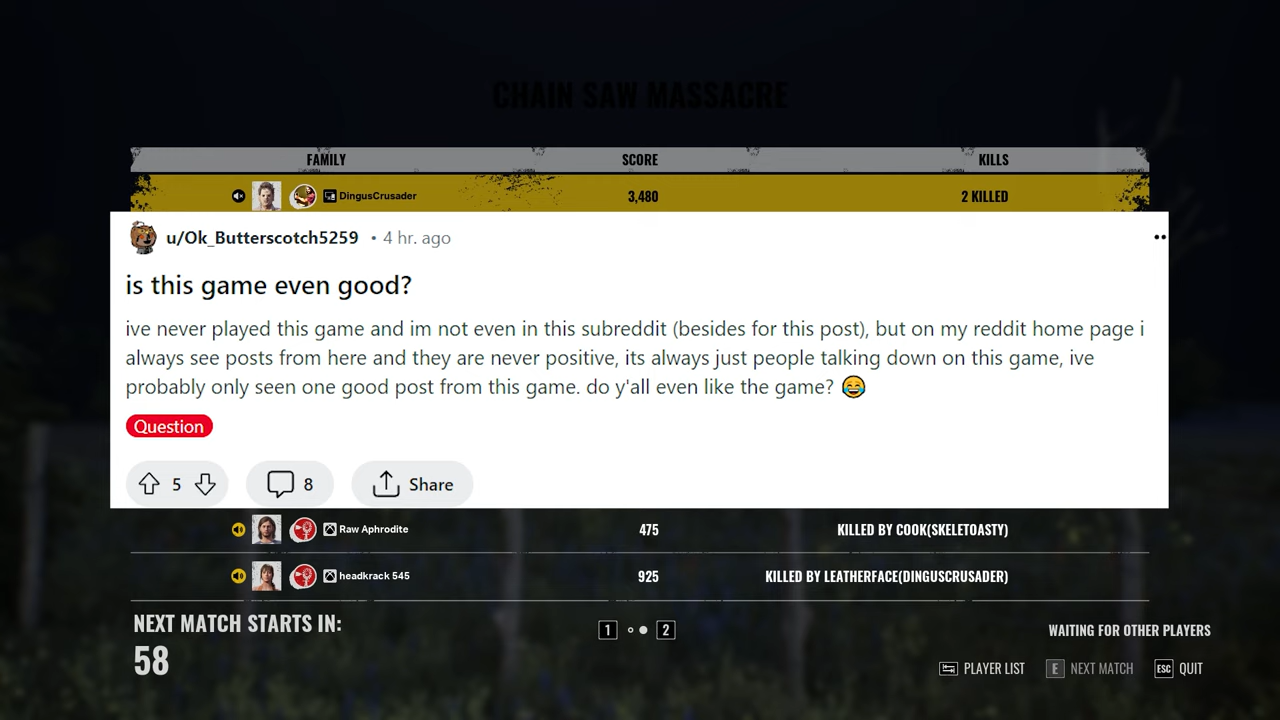 CHAIN SAW MASSACRE
FAMILY SCORE KILLS
DingusCrusader 3,480 2 KILLED
u/Ok_Butterscotch5259 • 4 hr. ago
is this game even good?
ive never played this game and im not even in this subreddit (besides for this post), but on my reddit home page i
always see posts from here and they are never positive, its always just people talking down on this game, ive
probably only seen one good post from this game. do y'all even like the game? 😂
Question
5 8 Share
Raw Aphrodite 475 KILLED BY COOK(SKELETOASTY)
headkrack 545 925 KILLED BY LEATHERFACE(DINGUSCRUSADER)
NEXT MATCH STARTS IN:
58
1 2
WAITING FOR OTHER PLAYERS
PLAYER LIST E NEXT MATCH ESC QUIT